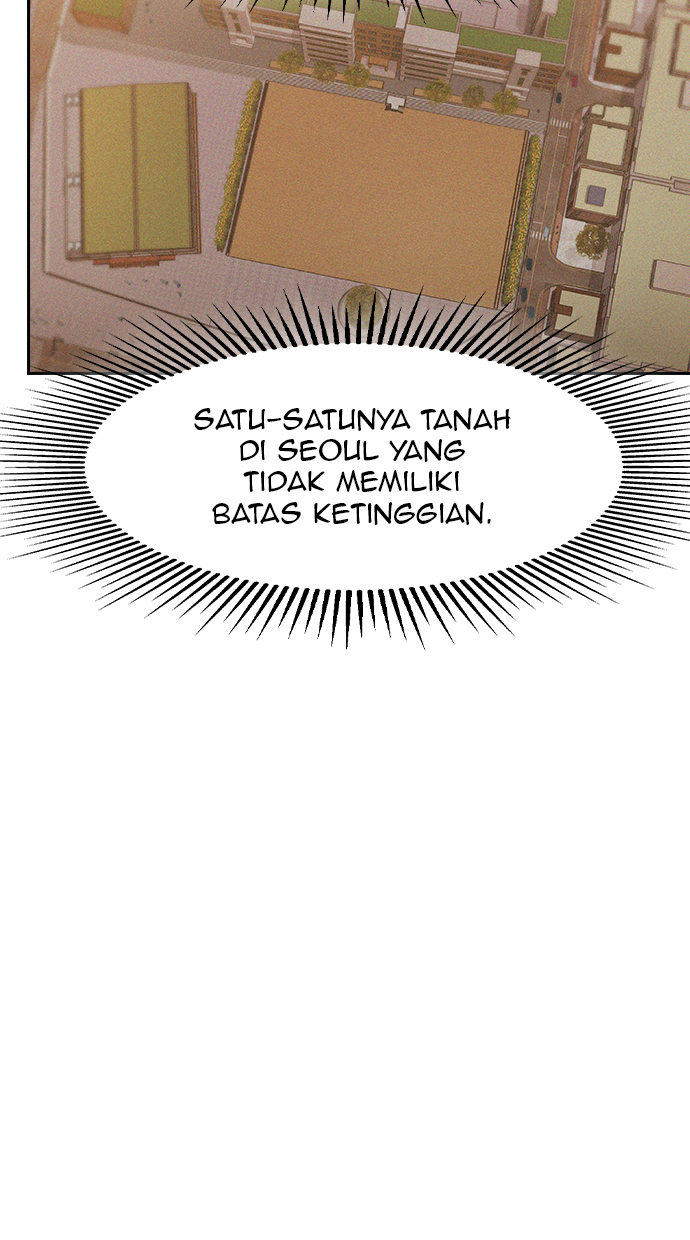 SATU-SATUNYA TANAH
DI SEOUL YANG
TIDAK MEMILIKI
BATAS KETINGGIAN.